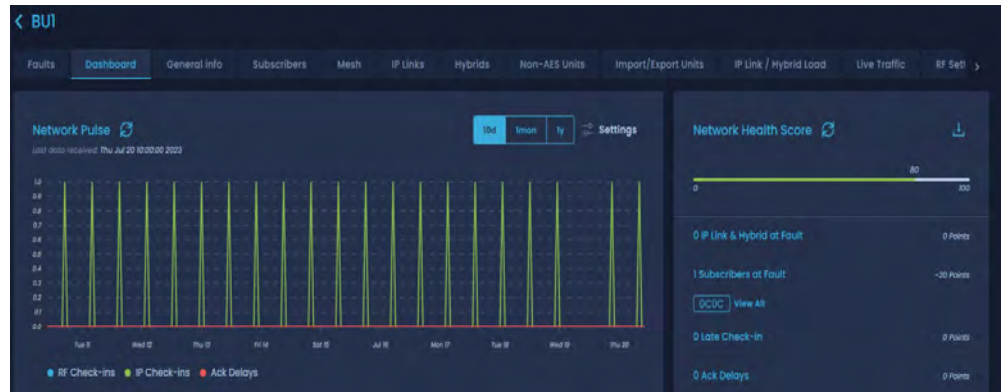 BU1
Faults Dashboard General info Subscribers Mesh IP Links Hybrids Non-AES Units Import/Export Units IP Link / Hybrid Load Live Traffic RF Sett
Network Pulse
10d 1mon 1y Settings
Last data received: Thu Jul 20 10:00:00 2023
1.0
0.9
0.8
0.7
0.6
0.5
0.4
0.3
0.2
0.1
0.0
Tue 11 Wed 12 Thu 13 Fri 14 Sat 15 Jul 16 Mon 17 Tue 18 Wed 19 Thu 20
RF Check-ins IP Check-ins Ack Delays
Network Health Score
80
0 100
0 IP Link & Hybrid at Fault 0 Points
1 Subscribers at Fault -20 Points
0C0C View All
0 Late Check-in 0 Points
0 Ack Delays 0 Points